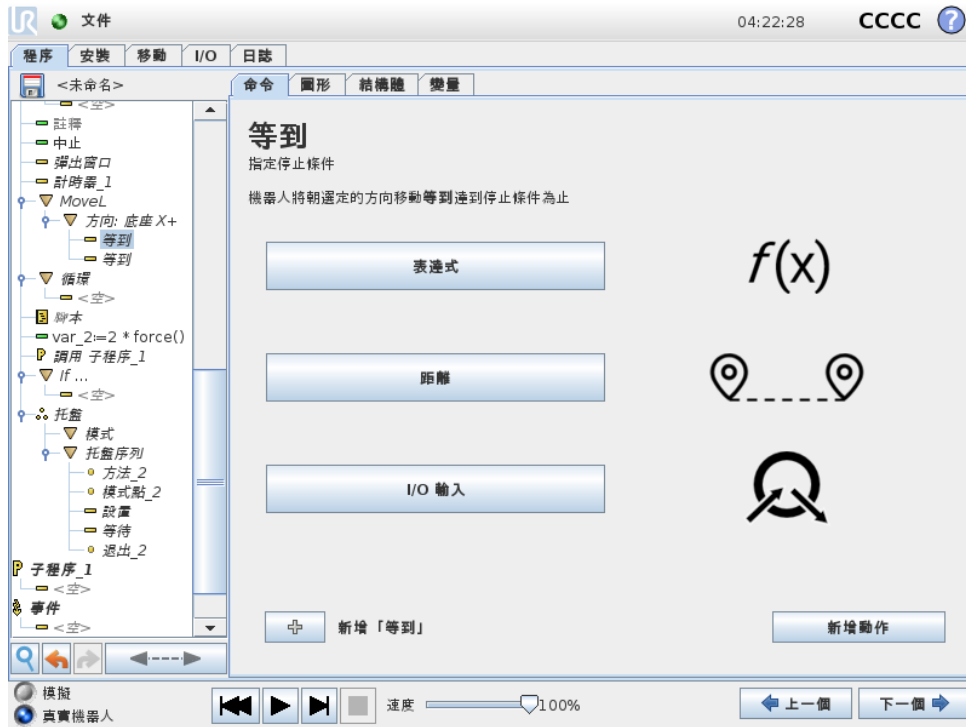 UR 文件 04:22:28 CCCC ?
程序 安裝 移動 I/O 日誌
<未命名> 命令 圖形 結構體 變量
<空>
註釋
中止
彈出窗口
計時器_1
MoveL
方向: 底座 X+
等到
等到
循環
<空>
腳本
var_2:=2 * force()
調用 子程序_1
If ...
<空>
托盤
模式
托盤序列
方法_2
模式點_2
設置
等待
退出_2
P 子程序_1
<空>
事件
<空>
等到
指定停止條件
機器人將朝選定的方向移動等到達到停止條件為止
表達式 f(x)
距離
I/O 輸入
新增「等到」 新增動作
模擬
真實機器人
速度 100% 上一個 下一個